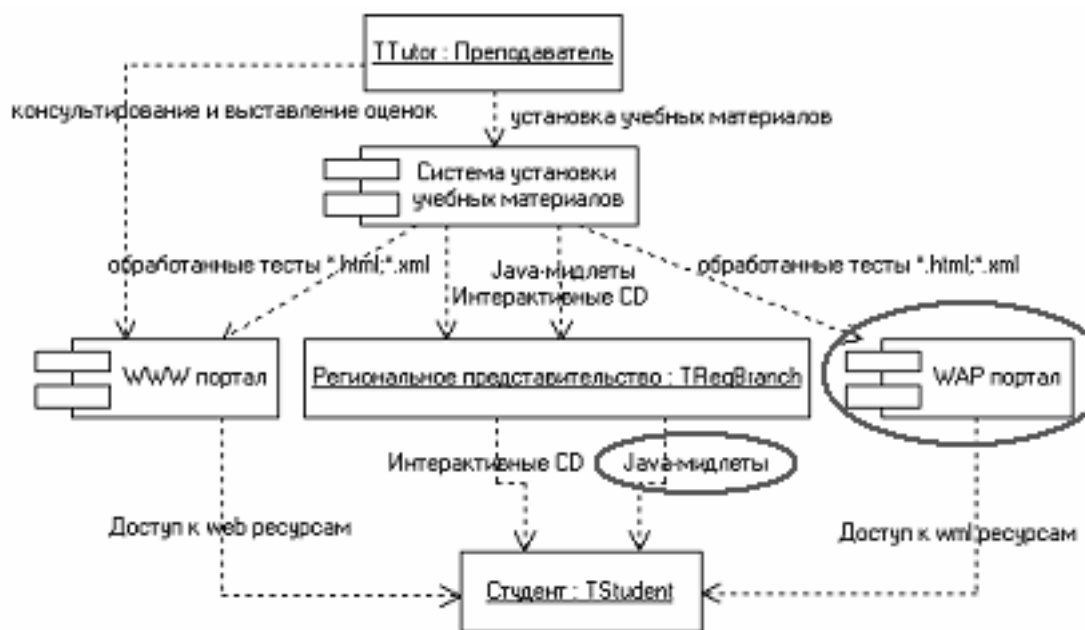 TTutor : Преподаватель
консультирование и выставление оценок
установка учебных материалов
Система установки
учебных материалов
обработанные тесты *.html;*.xml
Java-мидлеты
Интерактивные CD
обработанные тесты *.html;*.xml
WWW портал
Региональное представительство : TRegBranch
WAP портал
Интерактивные CD
Java-мидлеты
Доступ к web ресурсам
Доступ к wml ресурсам
Студент : TStudent